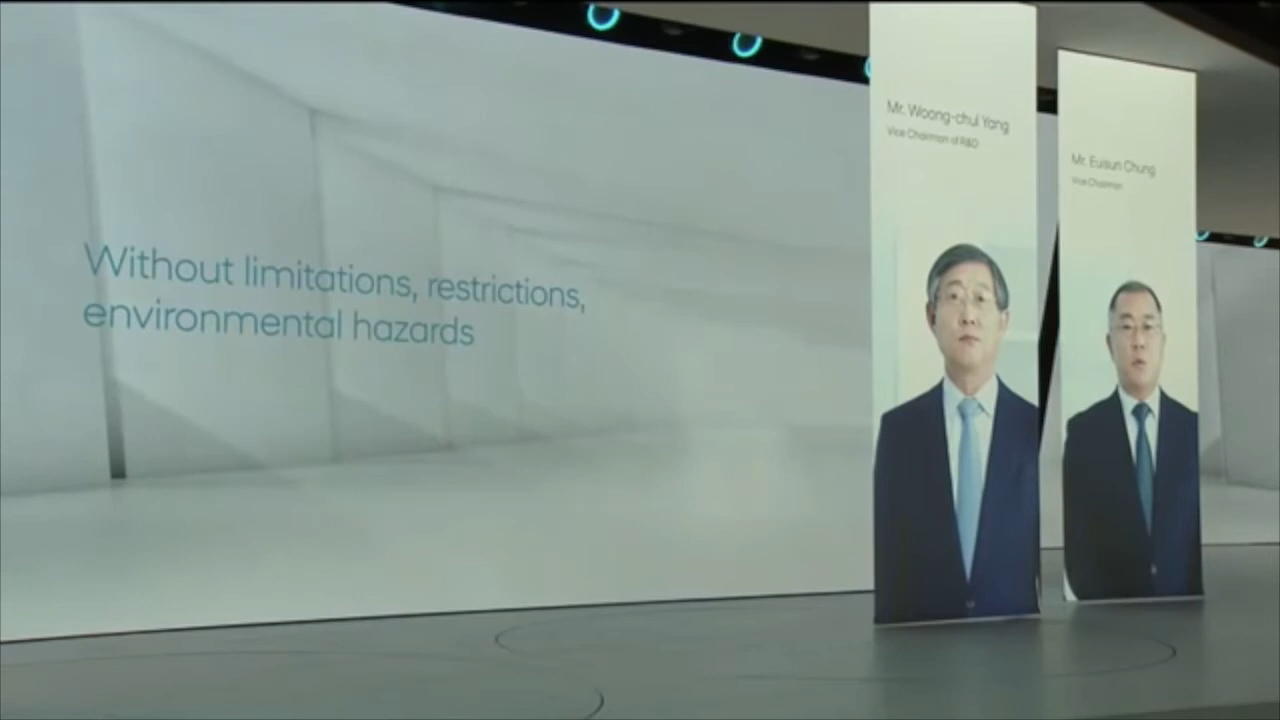 Without limitations, restrictions,
environmental hazards
Mr. Woong-chul Yang
Vice Chairman of R&D
Mr. Euisun Chung
Vice Chairman